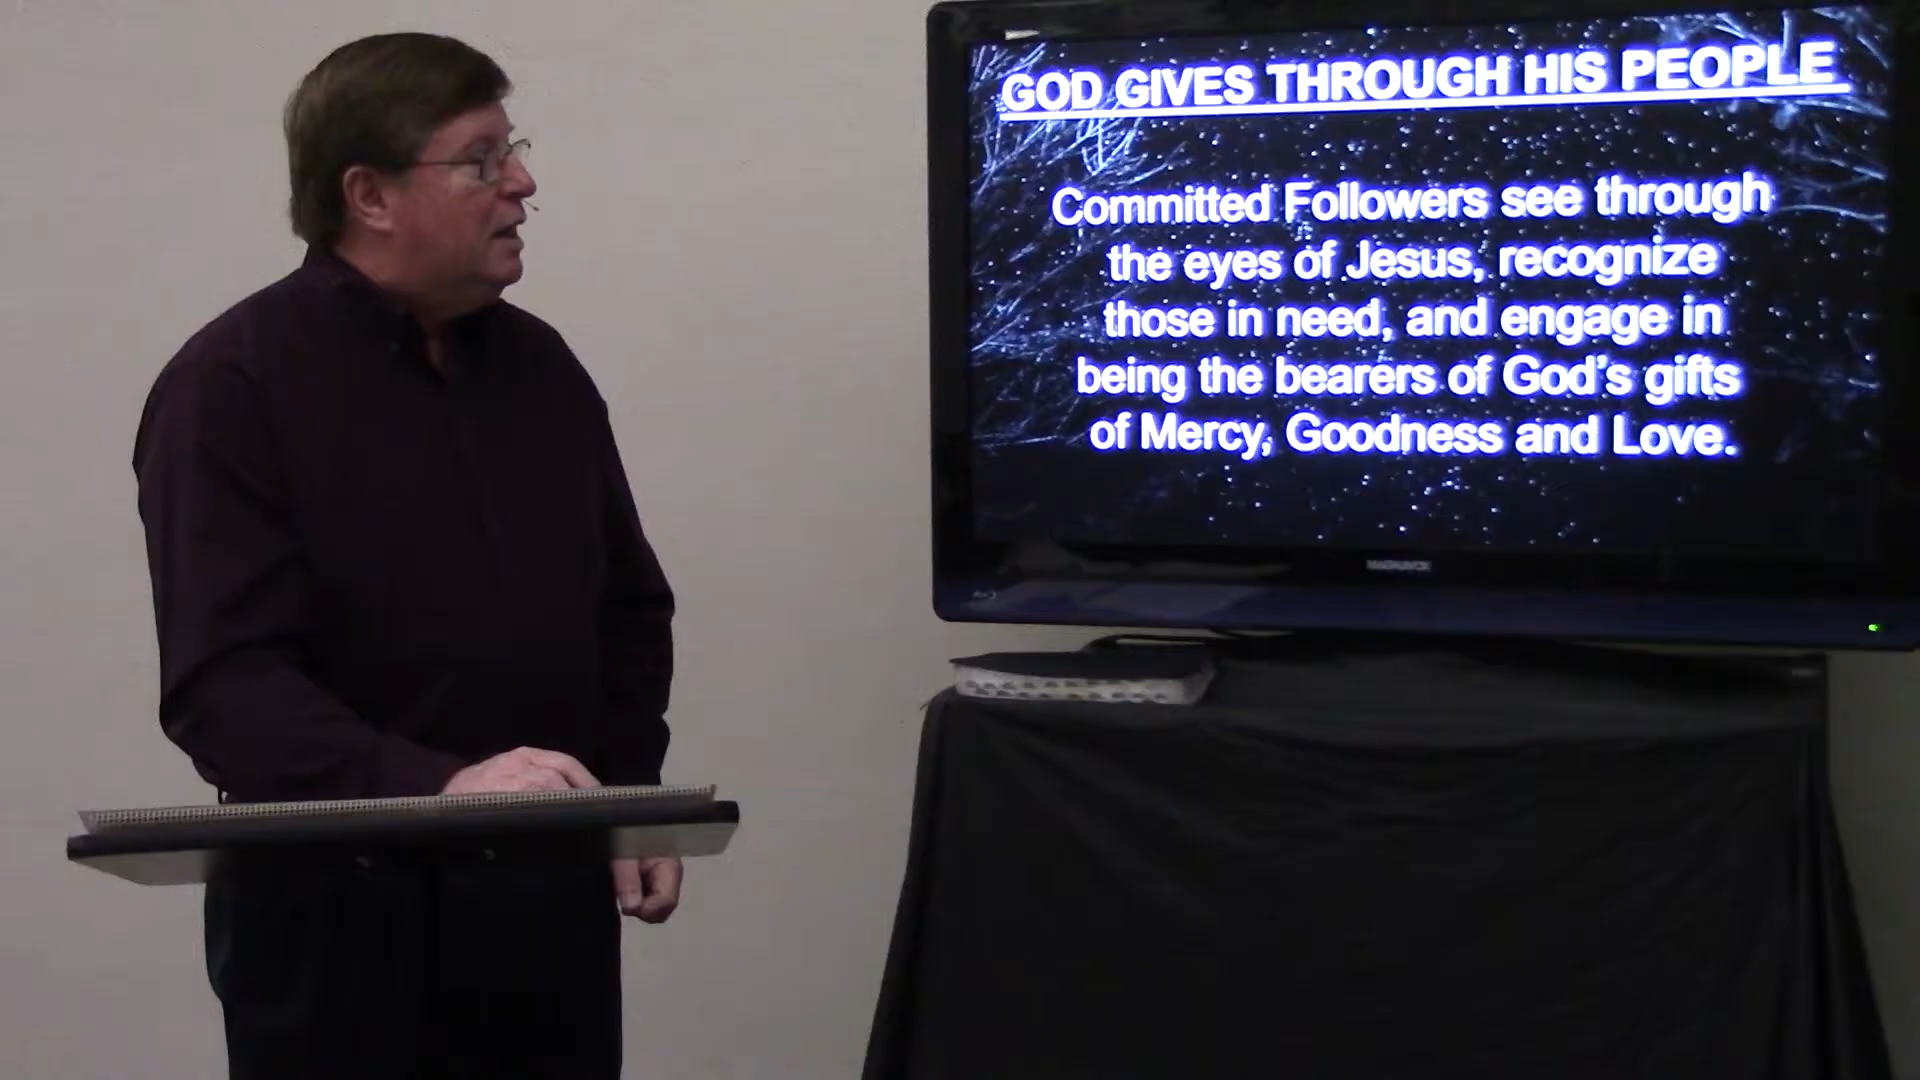 GOD GIVES THROUGH HIS PEOPLE
Committed Followers see through
the eyes of Jesus, recognize
those in need, and engage in
being the bearers of God's gifts
of Mercy, Goodness and Love.
MAGNAVOX